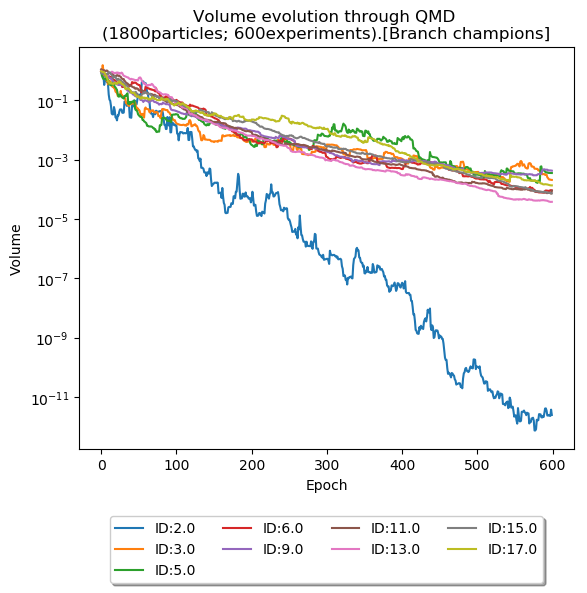 Volume evolution through QMD
(1800particles; 600experiments).[Branch champions]
Volume
10⁻¹
10⁻³
10⁻⁵
10⁻⁷
10⁻⁹
10⁻¹¹
0 100 200 300 400 500 600
Epoch
ID:2.0 ID:6.0 ID:11.0 ID:15.0
ID:3.0 ID:9.0 ID:13.0 ID:17.0
ID:5.0